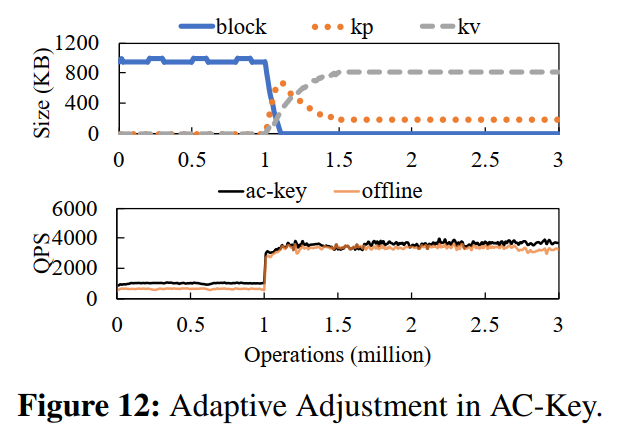 block kp kv
1200
800
400
0
Size (KB)
0 0.5 1 1.5 2 2.5 3
ac-key offline
6000
4000
2000
0
QPS
0 0.5 1 1.5 2 2.5 3
Operations (million)
Figure 12: Adaptive Adjustment in AC-Key.